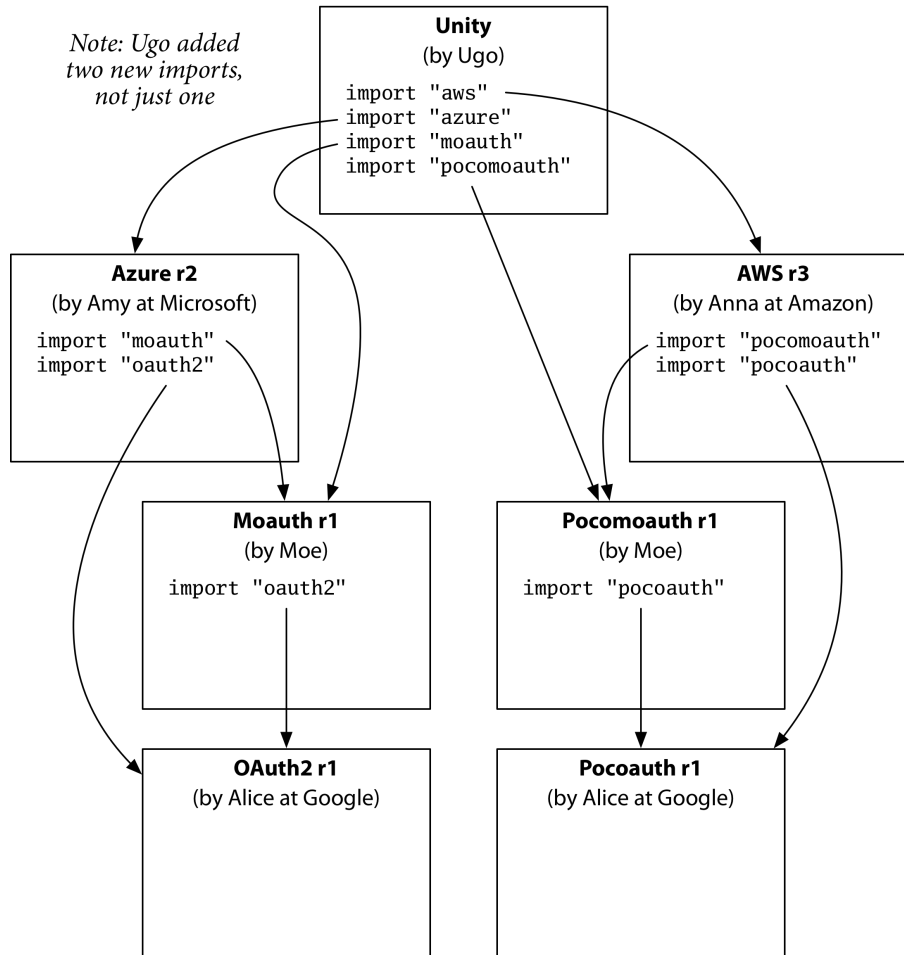 Note: Ugo added
two new imports,
not just one
Unity
(by Ugo)
import "aws"
import "azure"
import "moauth"
import "pocomoauth"
Azure r2
(by Amy at Microsoft)
import "moauth"
import "oauth2"
AWS r3
(by Anna at Amazon)
import "pocomoauth"
import "pocoauth"
Moauth r1
(by Moe)
import "oauth2"
Pocomoauth r1
(by Moe)
import "pocoauth"
OAuth2 r1
(by Alice at Google)
Pocoauth r1
(by Alice at Google)